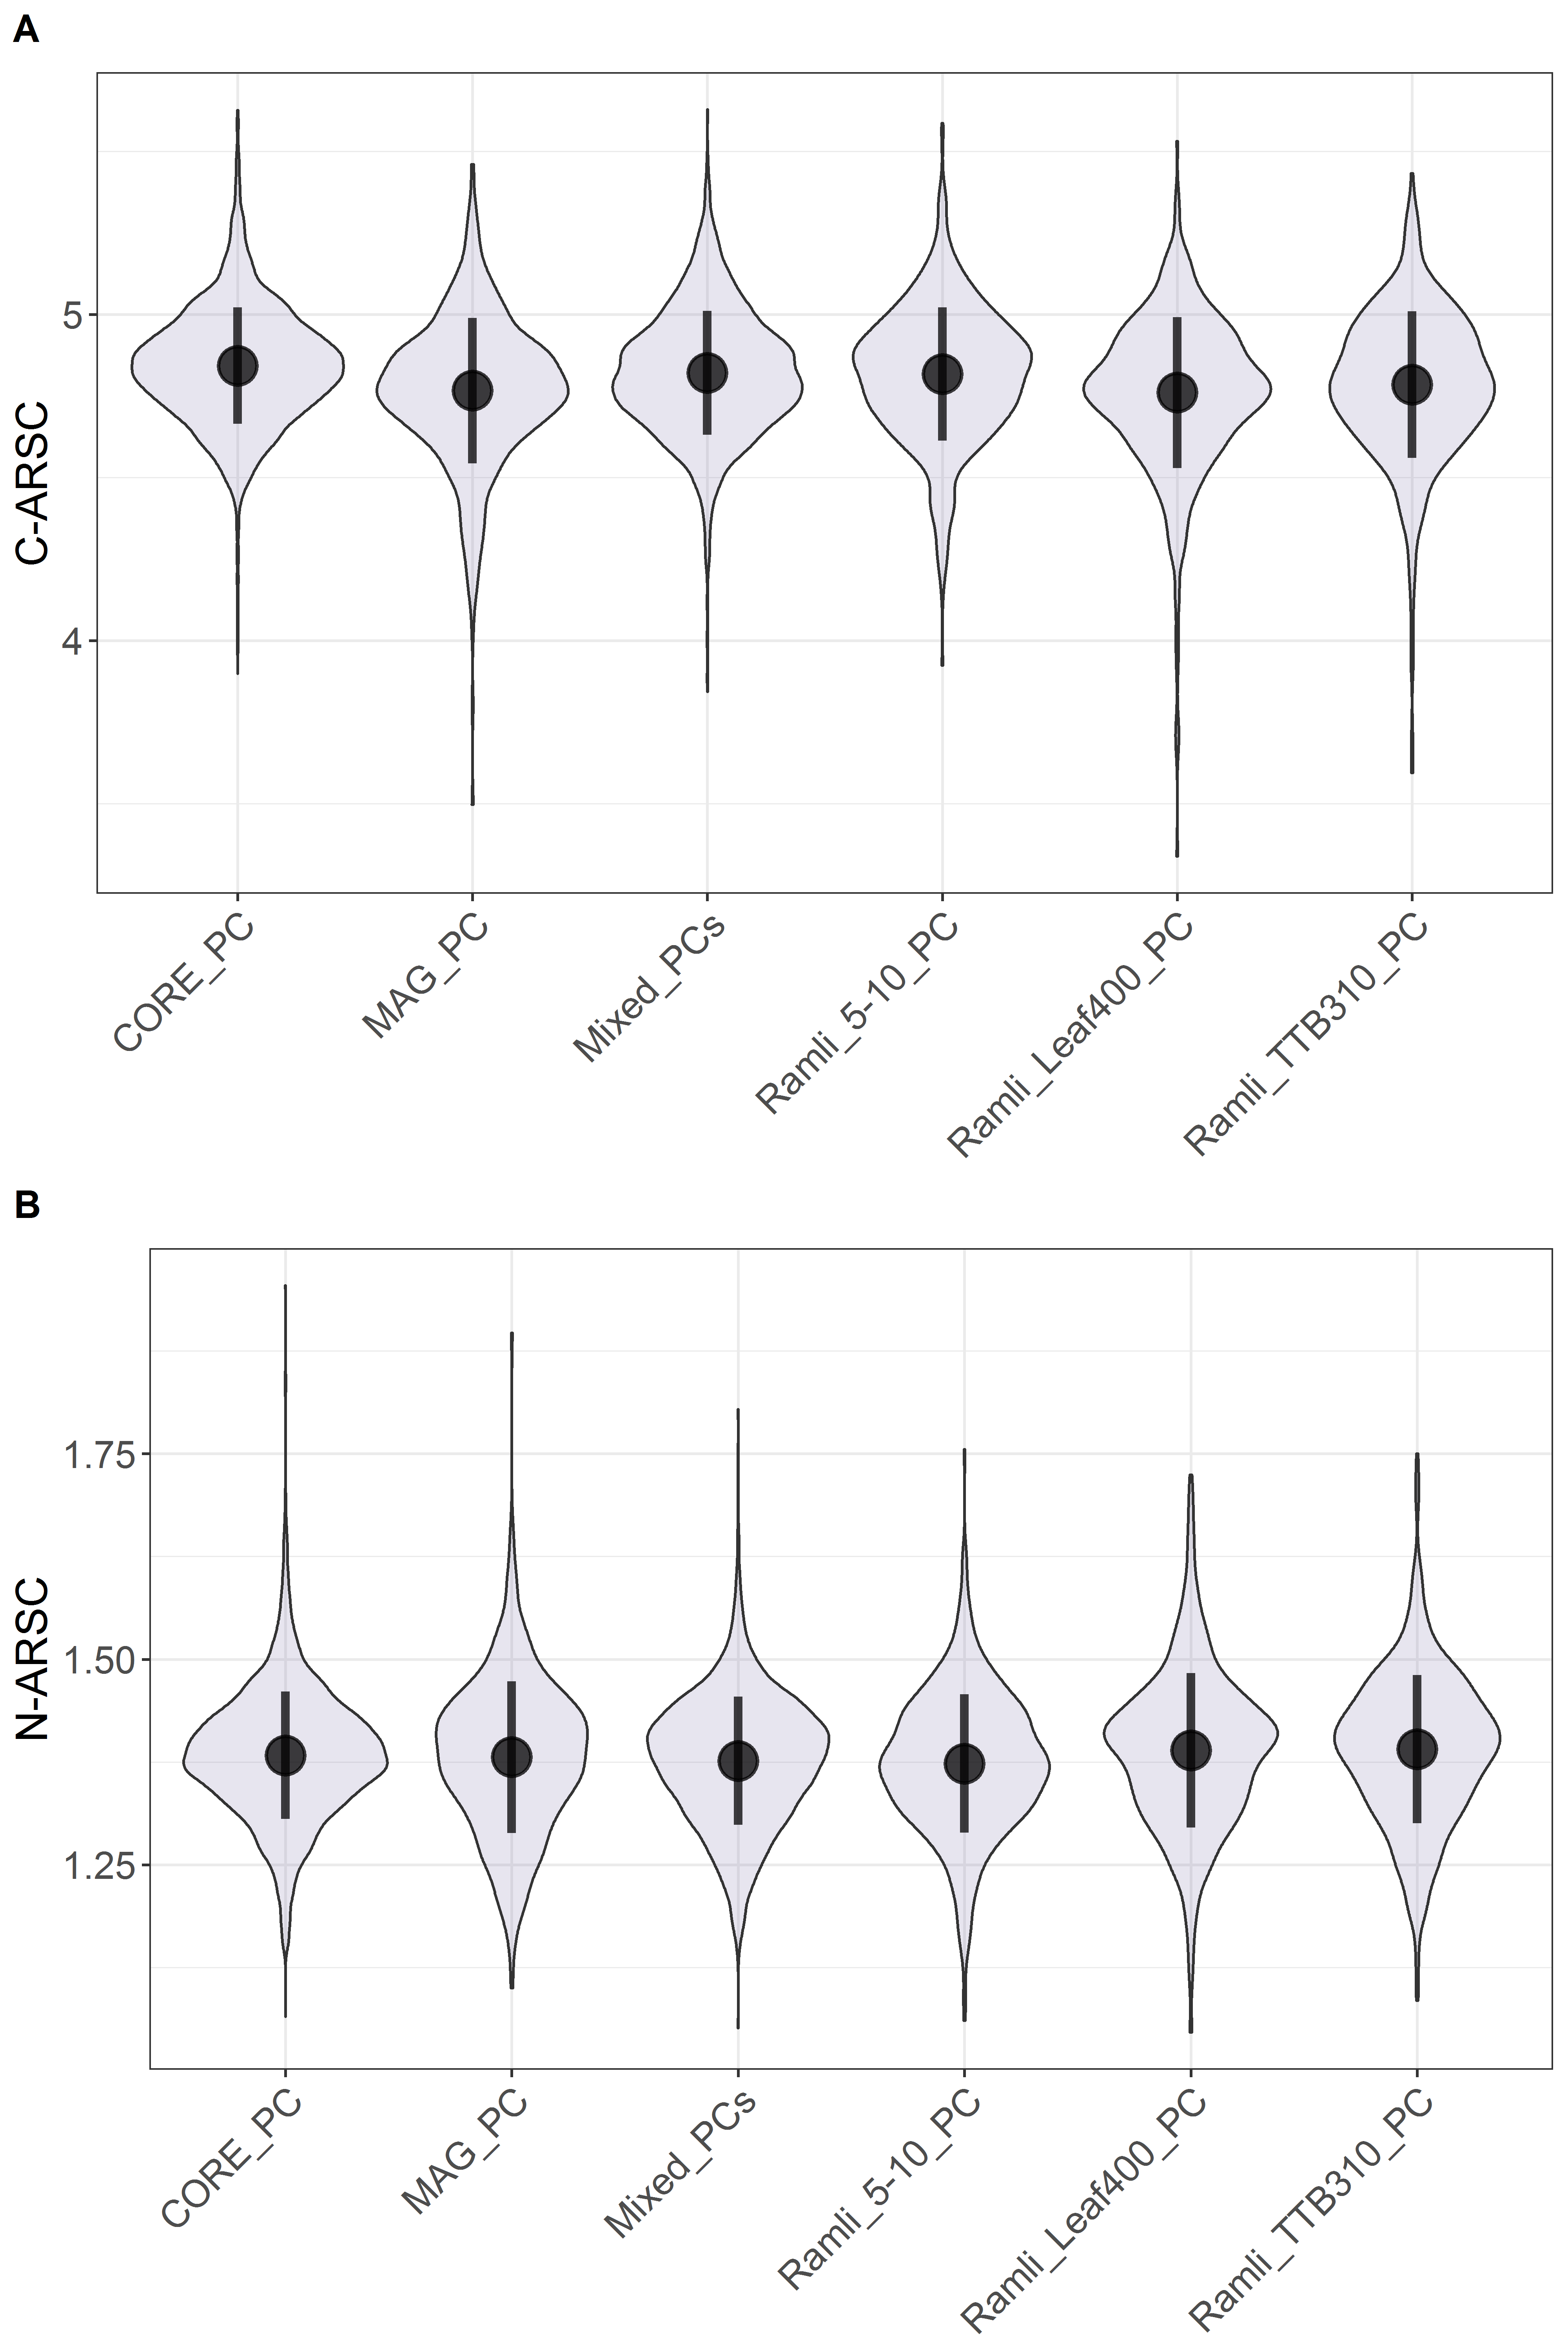 A
C-ARSC
5
4
CORE_PC
MAG_PC
Mixed_PCs
Ramli_5-10_PC
Ramli_Leaf400_PC
Ramli_TTB310_PC
B
N-ARSC
1.75
1.50
1.25
CORE_PC
MAG_PC
Mixed_PCs
Ramli_5-10_PC
Ramli_Leaf400_PC
Ramli_TTB310_PC